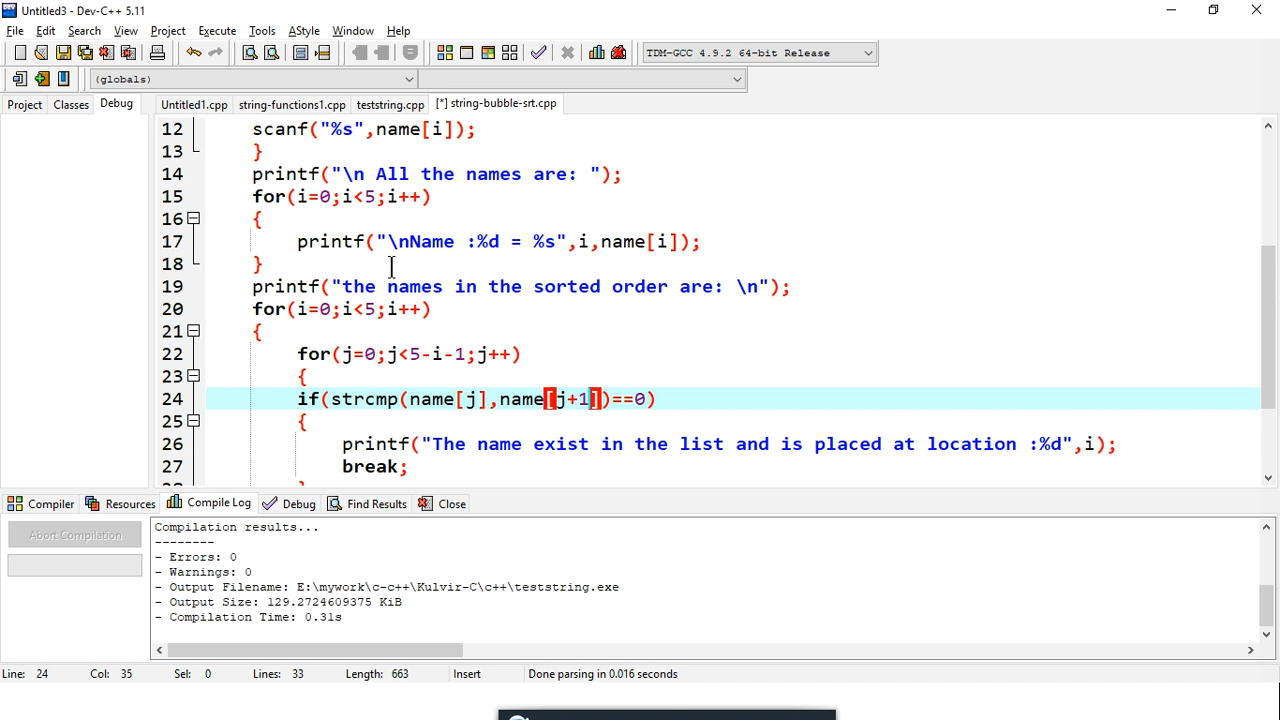 Untitled3 - Dev-C++ 5.11
File Edit Search View Project Execute Tools AStyle Window Help
TDM-GCC 4.9.2 64-bit Release
(globals)
Project Classes Debug Untitled1.cpp string-functions1.cpp teststring.cpp [*] string-bubble-srt.cpp
12 scanf("%s",name[i]);
13 }
14 printf("\n All the names are: ");
15 for(i=0;i<5;i++)
16 {
17 printf("\nName :%d = %s",i,name[i]);
18 }
19 printf("the names in the sorted order are: \n");
20 for(i=0;i<5;i++)
21 {
22 for(j=0;j<5-i-1;j++)
23 {
24 if(strcmp(name[j],name[j+1])==0)
25 {
26 printf("The name exist in the list and is placed at location :%d",i);
27 break;
Compiler Resources Compile Log Debug Find Results Close
Abort Compilation
Compilation results...
--------
- Errors: 0
- Warnings: 0
- Output Filename: E:\mywork\c-c++\Kulvir-C\c++\teststring.exe
- Output Size: 129.2724609375 KiB
- Compilation Time: 0.31s
Line: 24 Col: 35 Sel: 0 Lines: 33 Length: 663 Insert Done parsing in 0.016 seconds